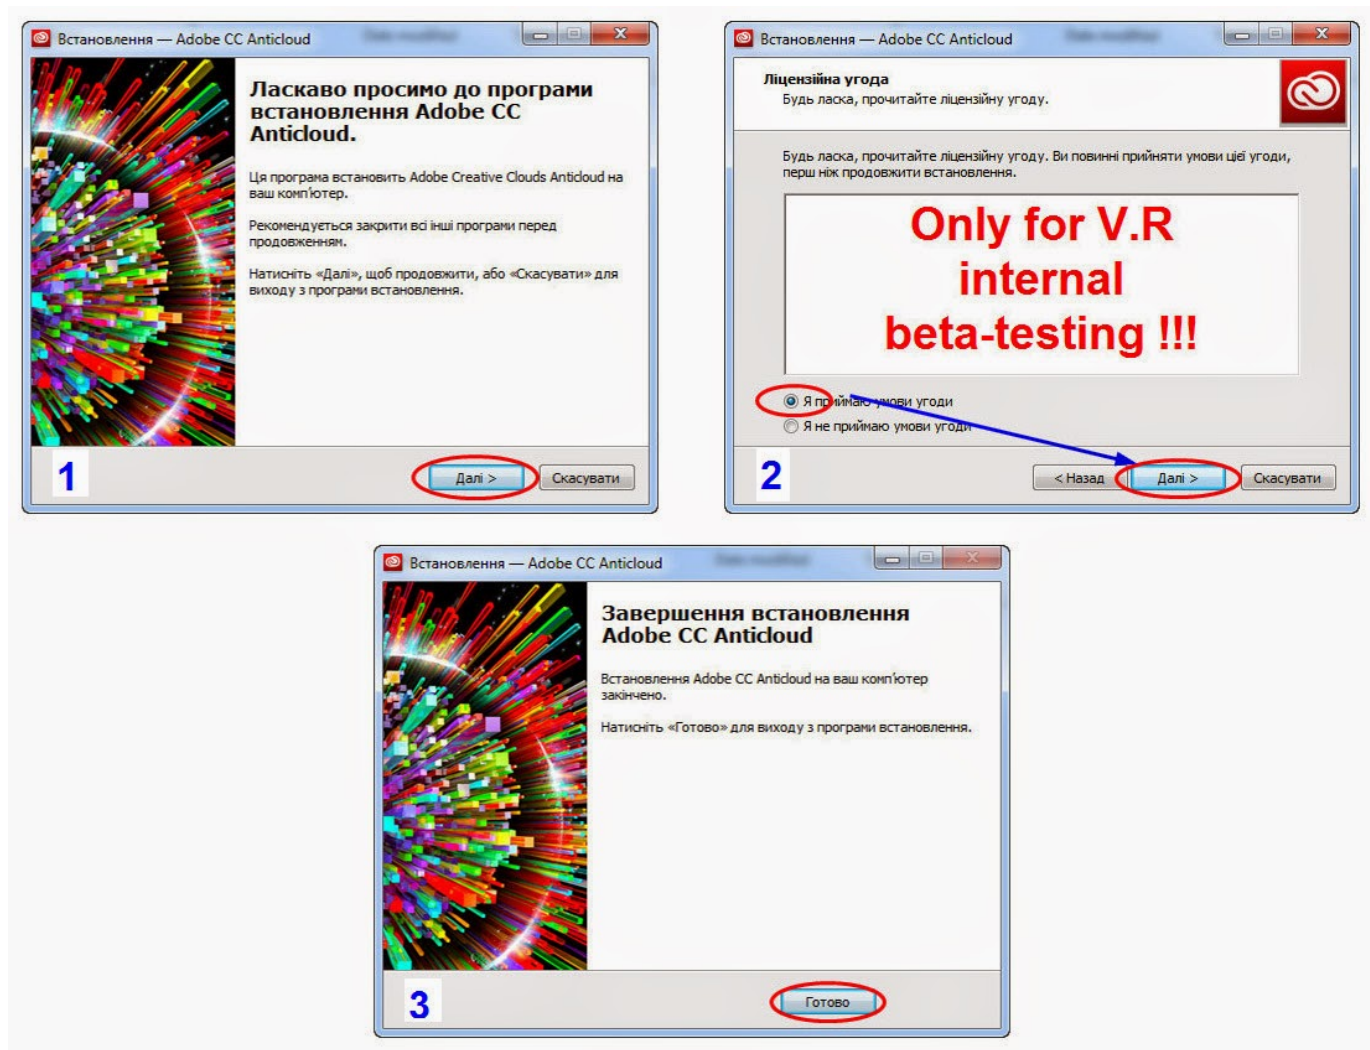 Встановлення — Adobe CC Anticloud
Ласкаво просимо до програми
встановлення Adobe CC
Anticloud.
Ця програма встановить Adobe Creative Clouds Anticloud на
ваш комп'ютер.
Рекомендується закрити всі інші програми перед
продовженням.
Натисніть «Далі», щоб продовжити, або «Скасувати» для
виходу з програми встановлення.
1
Далі >
Скасувати
Встановлення — Adobe CC Anticloud
Ліцензійна угода
Будь ласка, прочитайте ліцензійну угоду.
Будь ласка, прочитайте ліцензійну угоду. Ви повинні прийняти умови цієї угоди,
перш ніж продовжити встановлення.
Only for V.R
internal
beta-testing !!!
Я приймаю умови угоди
Я не приймаю умови угоди
2
< Назад
Далі >
Скасувати
Встановлення — Adobe CC Anticloud
Завершення встановлення
Adobe CC Anticloud
Встановлення Adobe CC Anticloud на ваш комп'ютер
закінчено.
Натисніть «Готово» для виходу з програми встановлення.
3
Готово